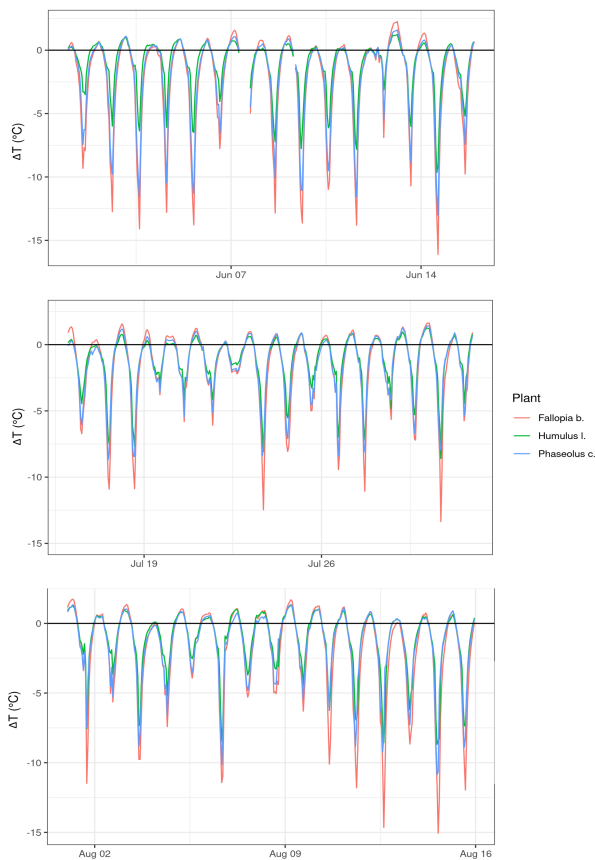 0
-5
-10
-15
ΔT (°C)
Jun 07
Jun 14
0
-5
-10
-15
ΔT (°C)
Jul 19
Jul 26
Plant
Fallopia b.
Humulus l.
Phaseolus c.
0
-5
-10
-15
ΔT (°C)
Aug 02
Aug 09
Aug 16